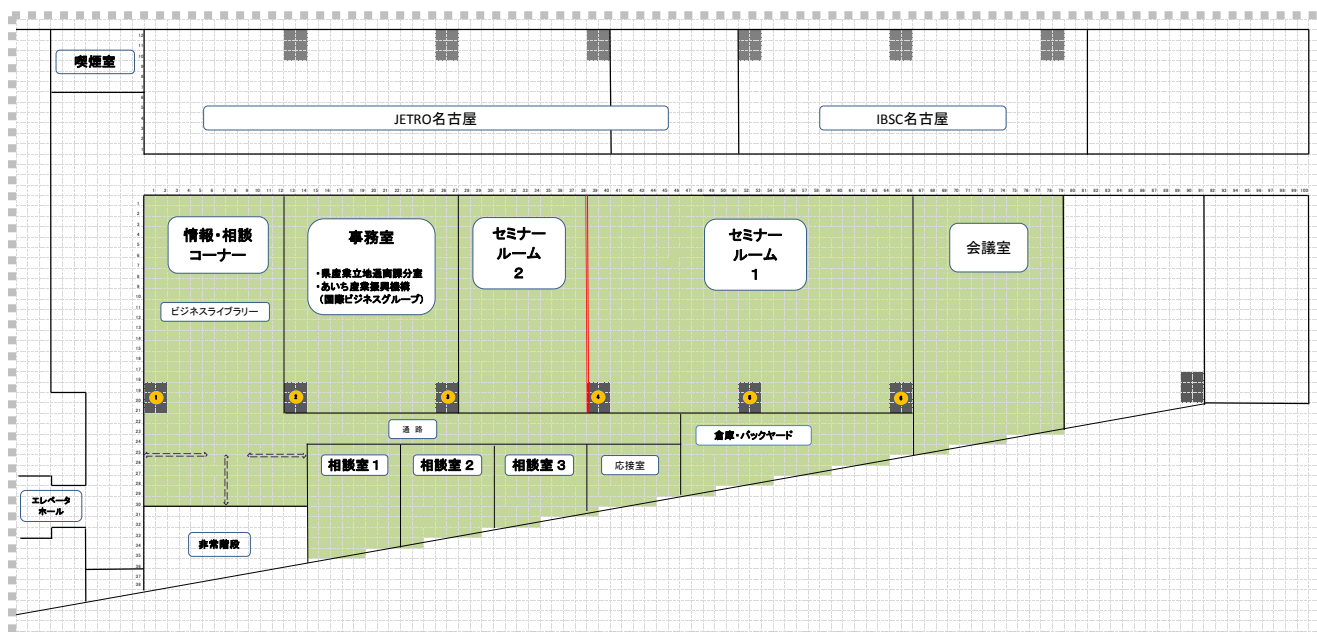 喫煙室
JETRO名古屋
IBSC名古屋
情報・相談
コーナー
ビジネスライブラリー
事務室
・県産業立地通商課分室
・あいち産業振興機構
（国際ビジネスグループ）
セミナー
ルーム
2
セミナー
ルーム
1
会議室
1
2
3
4
5
6
通 路
倉庫・バックヤード
相談室１
相談室２
相談室３
応接室
エレベータ
ホール
非常階段